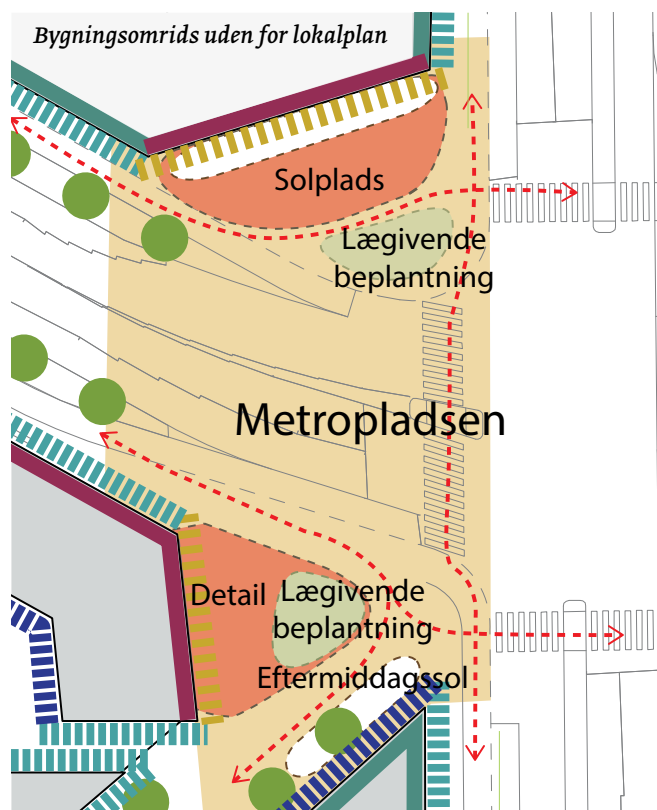 Bygningsomrids uden for lokalplan
Solplads
Lægivende
beplantning
Metropladsen
Detail
Lægivende
beplantning
Eftermiddagssol